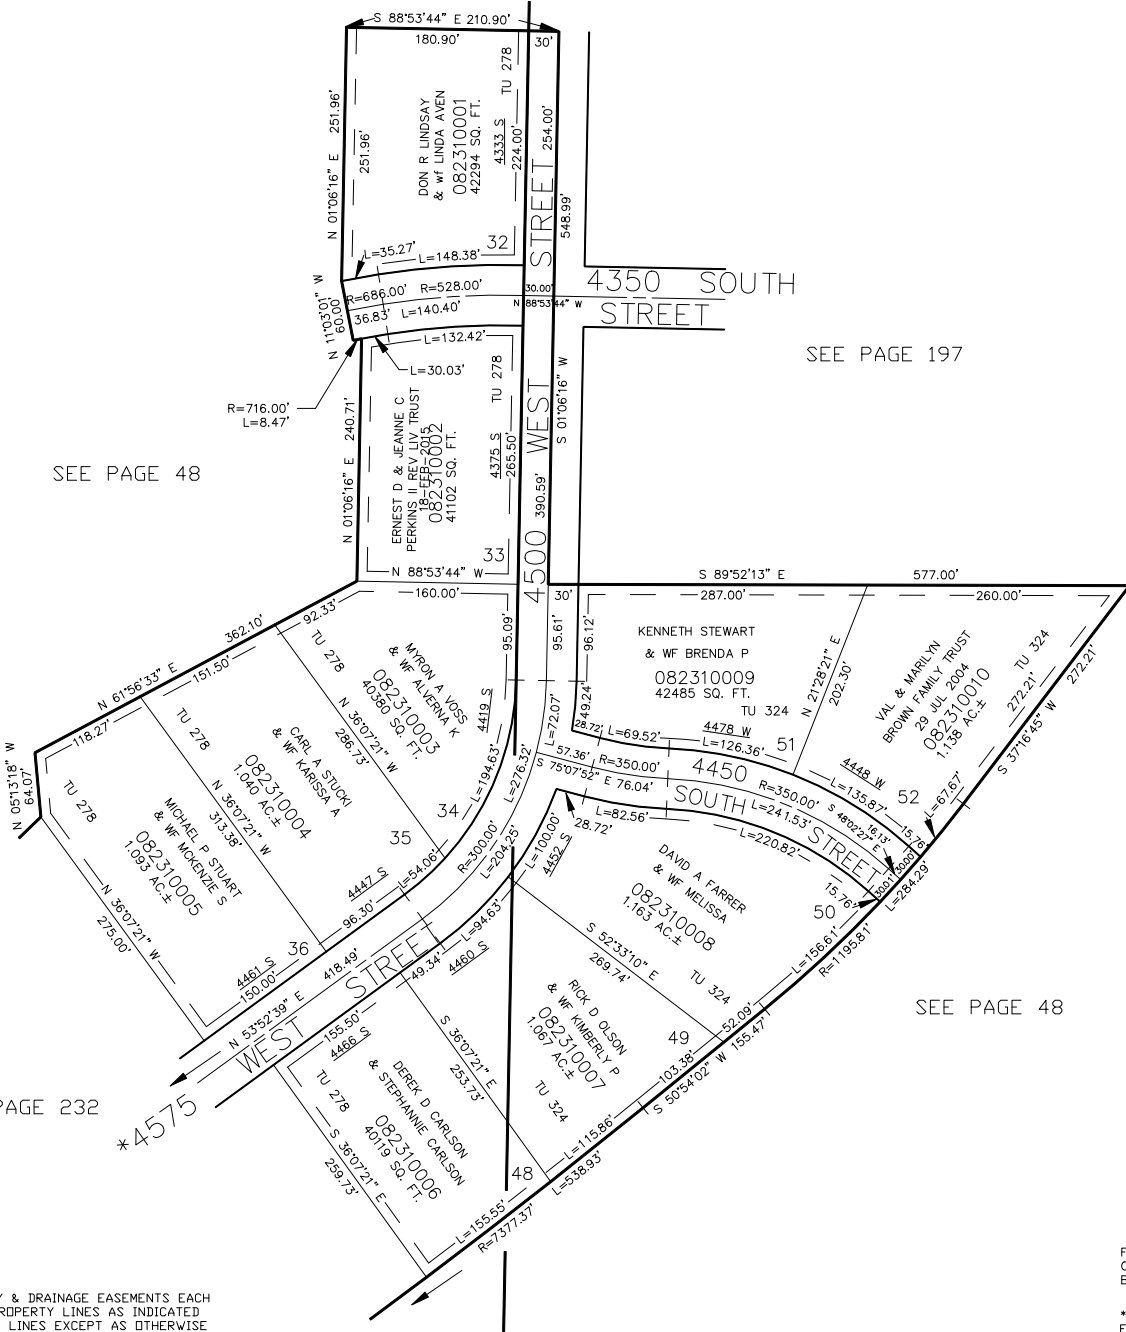 S 88°53'44" E 210.90'
180.90'
30'
N 01°06'16" E 251.96'
251.96'
DON R LINDSAY
& wf LINDA AVEN
082310001
42294 SQ. FT.
4333 S
TU 278
224.00'
254.00'
STREET
548.99'
32
L=35.27'
L=148.38'
N 11°03'01" W
60.00'
R=686.00'
R=528.00'
30.00'
N 88°53'44" W
36.83'
L=140.40'
L=132.42'
L=30.03'
4350 SOUTH
STREET
SEE PAGE 197
R=716.00'
L=8.47'
SEE PAGE 48
N 01°06'16" E 240.71'
ERNEST D & JEANNE C
PERKINS II REV LIV TRUST
18-FEB-2015
082310002
41102 SQ. FT.
4375 S
TU 278
265.50'
WEST
S 01°06'16" W
390.59'
4500
33
N 88°53'44" W
160.00'
S 89°52'13" E
577.00'
30'
287.00'
260.00'
362.10'
92.33'
N 61°56'33" E
151.50'
118.27'
N 05°13'18" W
64.07'
95.09'
95.61'
96.12'
49.24'
TU 278
MYRON A VOSS
& WF ALVERNA K
082310003
40380 SQ. FT.
4419 S
N 36°07'21" W
286.73'
34
TU 278
CARL A STUCKI
& WF KARISSA A
082310004
1.040 AC.±
N 36°07'21" W
313.38'
35
4447 S
TU 278
MICHAEL P STUART
& WF MCKENZIE S
082310005
1.093 AC.±
N 36°07'21" W
275.00'
36
4461 S
150.00'
96.30'
L=54.06'
L=194.63'
L=276.32'
L=72.07'
R=300.00'
L=204.25'
L=100.00'
4452 S
28.72'
L=94.63'
4460 S
49.34'
KENNETH STEWART
& WF BRENDA P
082310009
42485 SQ. FT.
TU 324
4478 W
51
28.72'
L=69.52'
L=126.36'
N 21°28'21" E
202.30'
VAL & MARILYN
BROWN FAMILY TRUST
29 JUL 2004
082310010
1.138 AC.±
TU 324
272.21'
272.21'
S 37°16'45" W
4448 W
52
L=67.67'
L=135.87'
57.36'
R=350.00'
S 75°07'52" E 76.04'
4450
SOUTH
STREET
R=350.00'
L=241.53'
S 48°02'27" E
16.13'
15.76'
30.00'
30.01'
L=284.29'
L=82.56'
L=220.82'
15.76'
DAVID A FARRER
& WF MELISSA
082310008
1.163 AC.±
50
TU 324
S 52°33'10" E
269.74'
L=156.61'
R=1195.81'
SEE PAGE 48
RICK D OLSON
& WF KIMBERLY P
082310007
1.067 AC.±
TU 324
49
52.09'
103.38'
S 50°54'02" W 155.47'
N 53°52'39" E
418.49'
WEST STREET
*4575
PAGE 232
155.50'
4466 S
TU 278
DEREK D CARLSON
& STEPHANNIE CARLSON
082310006
40119 SQ. FT.
S 36°07'21" E
253.73'
S 36°07'21" E
259.73'
48
L=115.86'
L=538.93'
L=155.55'
R=7377.37'
& DRAINAGE EASEMENTS EACH
PROPERTY LINES AS INDICATED
LINES EXCEPT AS OTHERWISE